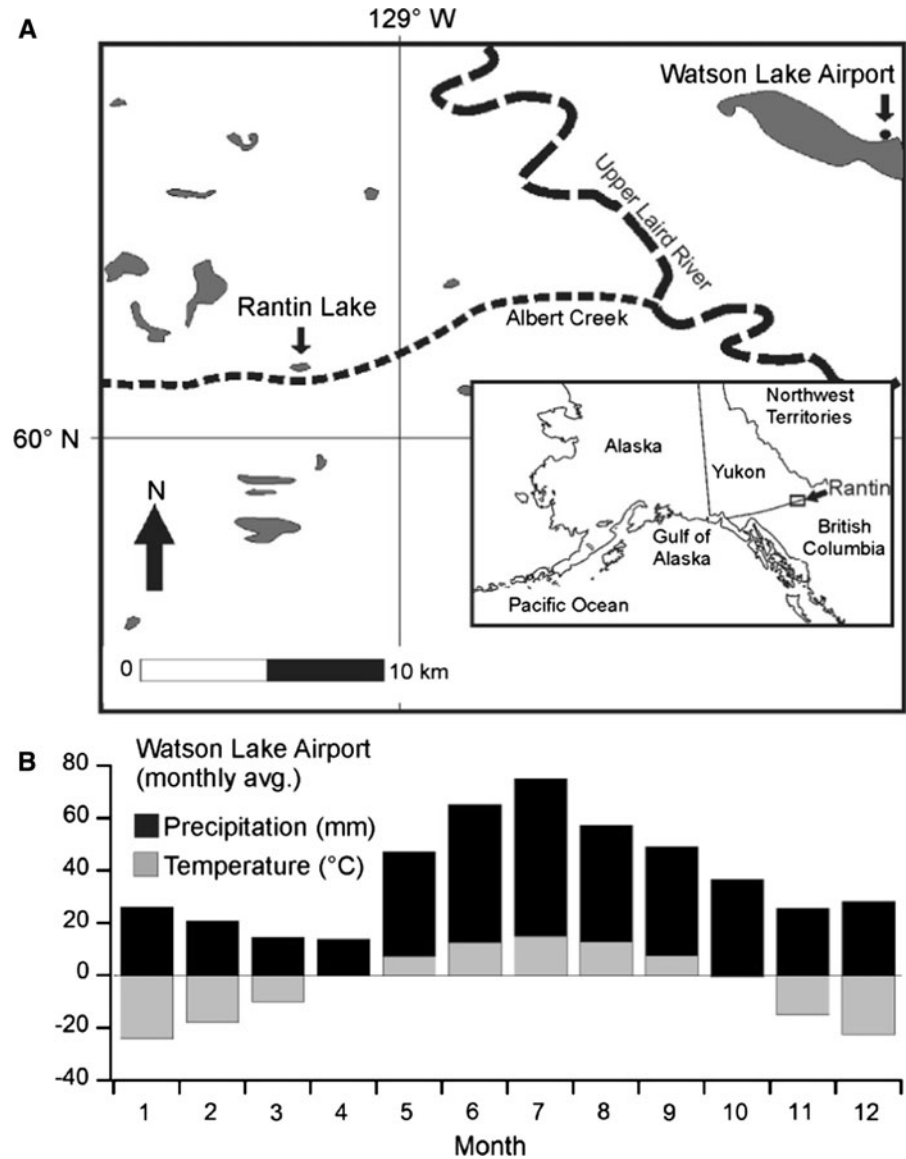 A
129° W
Watson Lake Airport
Upper Laird River
Rantin Lake
Albert Creek
60° N
N
0
10 km
Northwest
Territories
Alaska
Yukon
Rantin
British
Columbia
Gulf of
Alaska
Pacific Ocean
B
Watson Lake Airport
(monthly avg.)
Precipitation (mm)
Temperature (°C)
80
60
40
20
0
-20
-40
1 2 3 4 5 6 7 8 9 10 11 12
Month